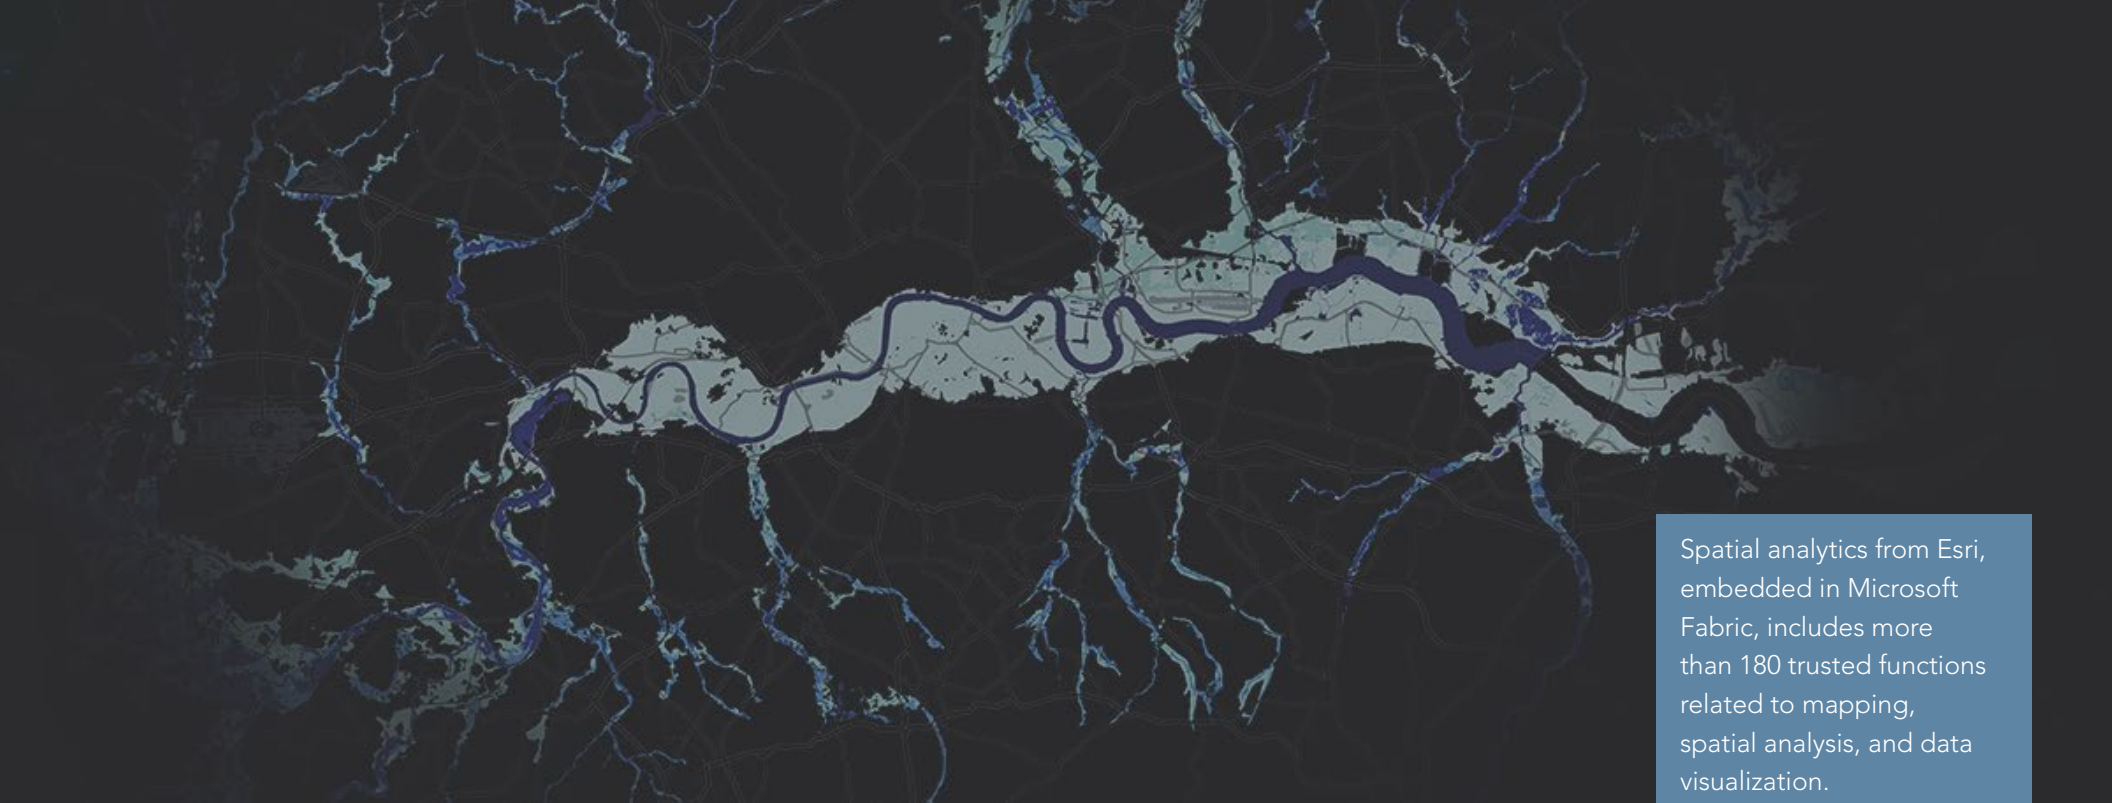 Spatial analytics from Esri,
embedded in Microsoft
Fabric, includes more
than 180 trusted functions
related to mapping,
spatial analysis, and data
visualization.